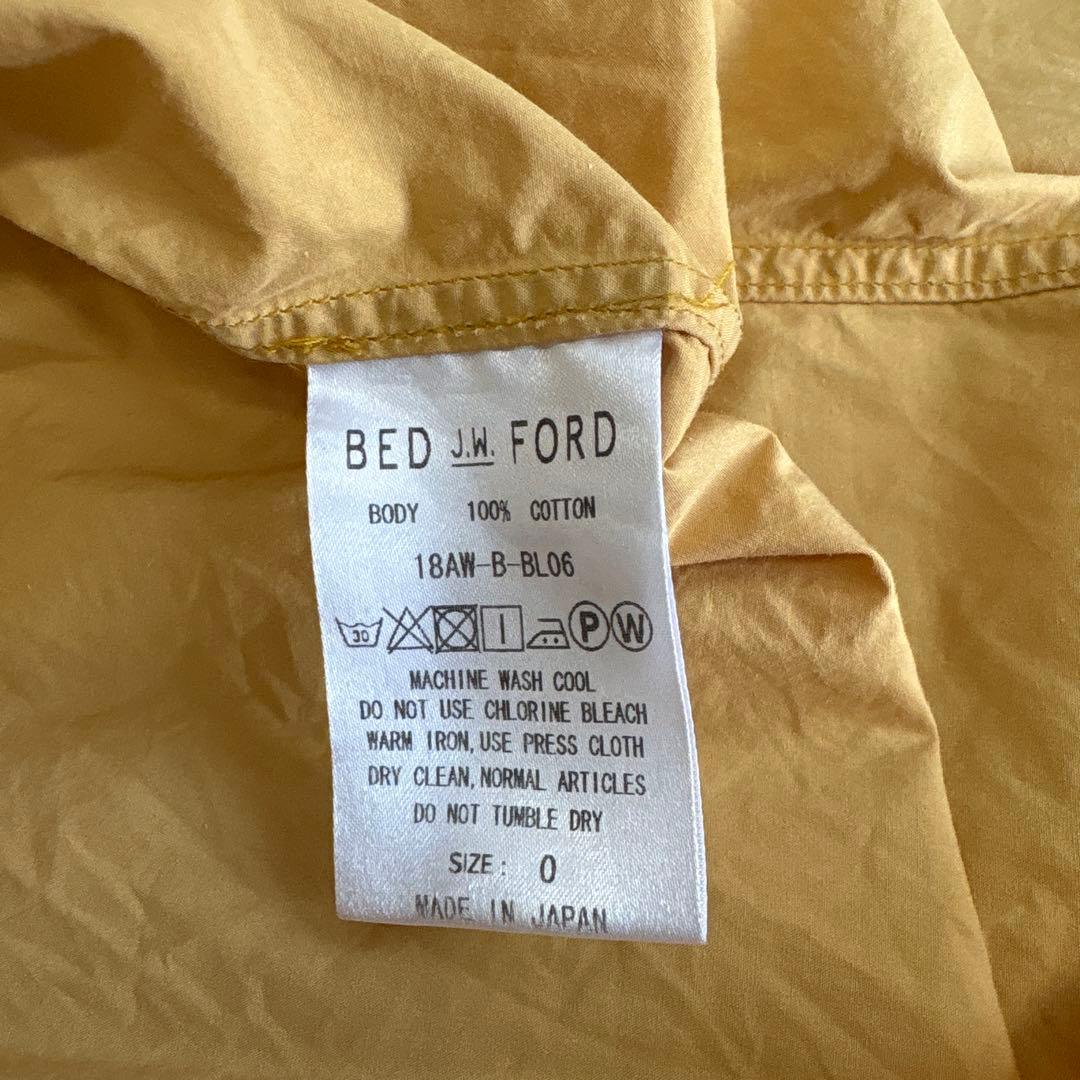 BED J.W. FORD
BODY 100% COTTON
18AW-B-BL06
30 P W
MACHINE WASH COOL
DO NOT USE CHLORINE BLEACH
WARM IRON, USE PRESS CLOTH
DRY CLEAN, NORMAL ARTICLES
DO NOT TUMBLE DRY
SIZE: 0
MADE IN JAPAN